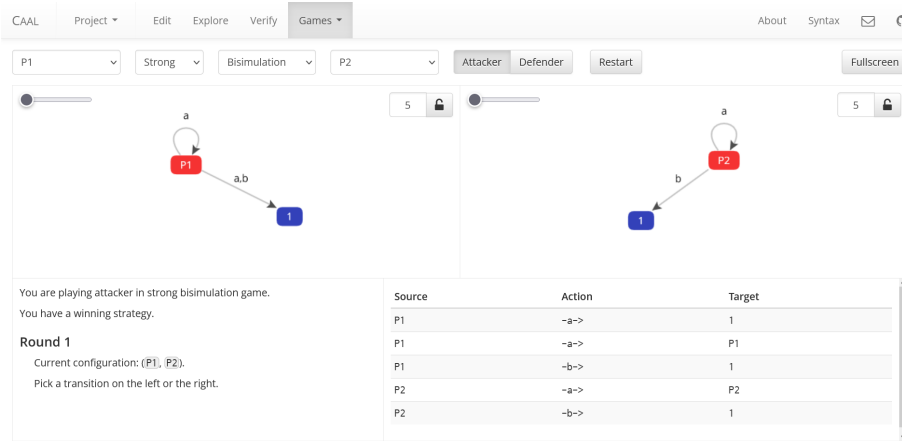 CAAL Project Edit Explore Verify Games About Syntax
P1 Strong Bisimulation P2 Attacker Defender Restart Fullscreen
5 5
a a
P1 P2
a,b b
1 1
You are playing attacker in strong bisimulation game.
You have a winning strategy.
Round 1
Current configuration: (P1, P2).
Pick a transition on the left or the right.
Source Action Target
P1 -a-> 1
P1 -a-> P1
P1 -b-> 1
P2 -a-> P2
P2 -b-> 1